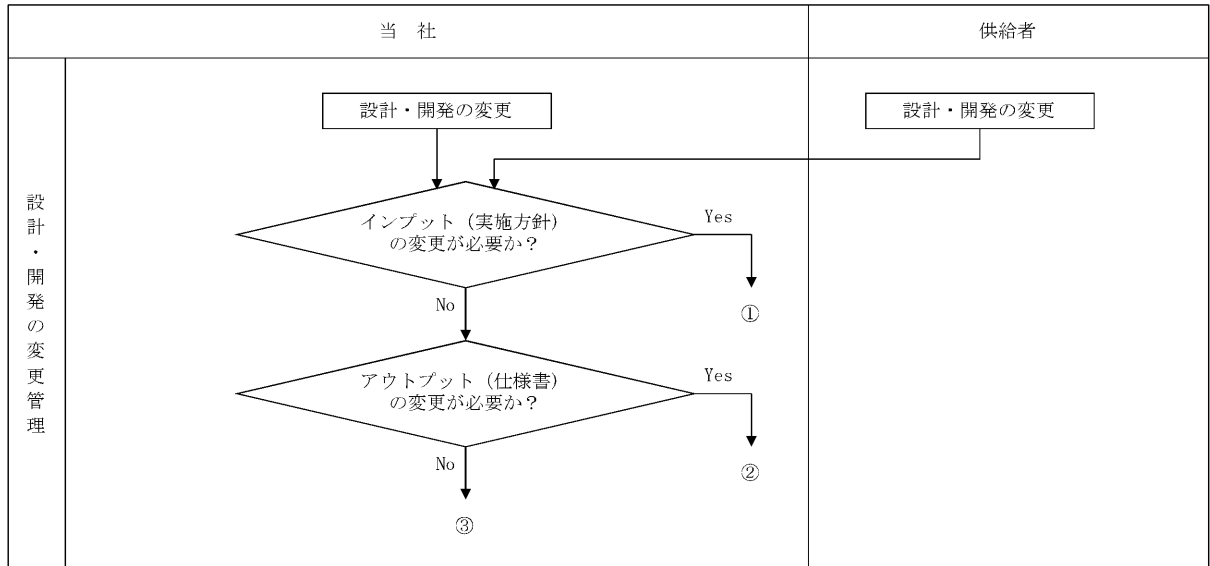 当 社
供給者
設計・開発の変更管理
設計・開発の変更
設計・開発の変更
インプット（実施方針）
の変更が必要か？
Yes
①
No
アウトプット（仕様書）
の変更が必要か？
Yes
②
No
③